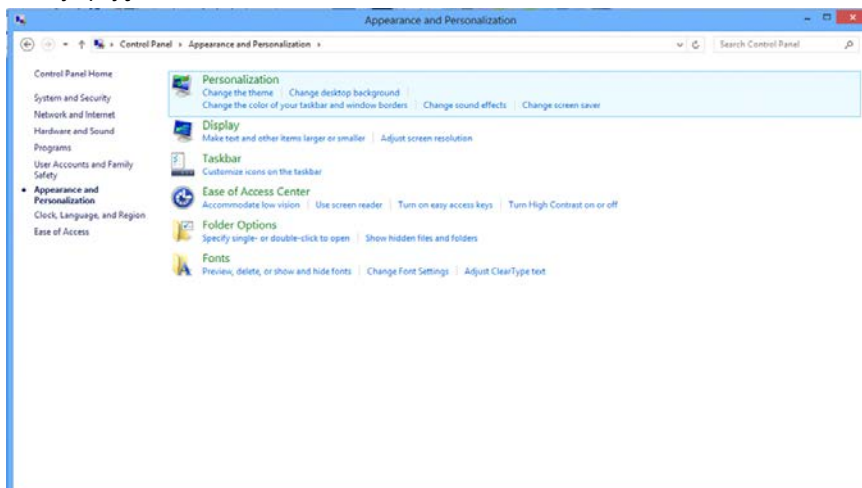 Appearance and Personalization
Control Panel Appearance and Personalization
Search Control Panel
Control Panel Home
System and Security
Network and Internet
Hardware and Sound
Programs
User Accounts and Family
Safety
Appearance and
Personalization
Clock, Language, and Region
Ease of Access
Personalization
Change the theme Change desktop background
Change the color of your taskbar and window borders Change sound effects Change screen saver
Display
Make text and other items larger or smaller Adjust screen resolution
Taskbar
Customize icons on the taskbar
Ease of Access Center
Accommodate low vision Use screen reader Turn on easy access keys Turn High Contrast on or off
Folder Options
Specify single- or double-click to open Show hidden files and folders
Fonts
Preview, delete, or show and hide fonts Change Font Settings Adjust ClearType text